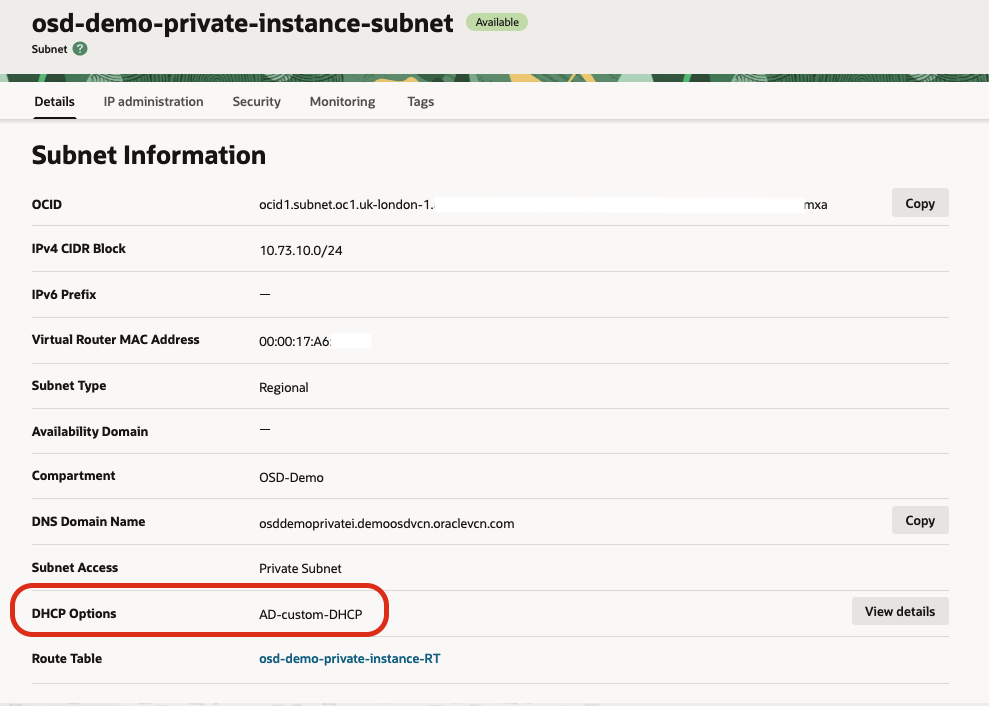 osd-demo-private-instance-subnet Available
Subnet ?
Details IP administration Security Monitoring Tags
Subnet Information
OCID ocid1.subnet.oc1.uk-london-1. mxa Copy
IPv4 CIDR Block 10.73.10.0/24
IPv6 Prefix —
Virtual Router MAC Address 00:00:17:A6:
Subnet Type Regional
Availability Domain —
Compartment OSD-Demo
DNS Domain Name osddemoprivatei.demoosdvcn.oraclevcn.com Copy
Subnet Access Private Subnet
DHCP Options AD-custom-DHCP View details
Route Table osd-demo-private-instance-RT